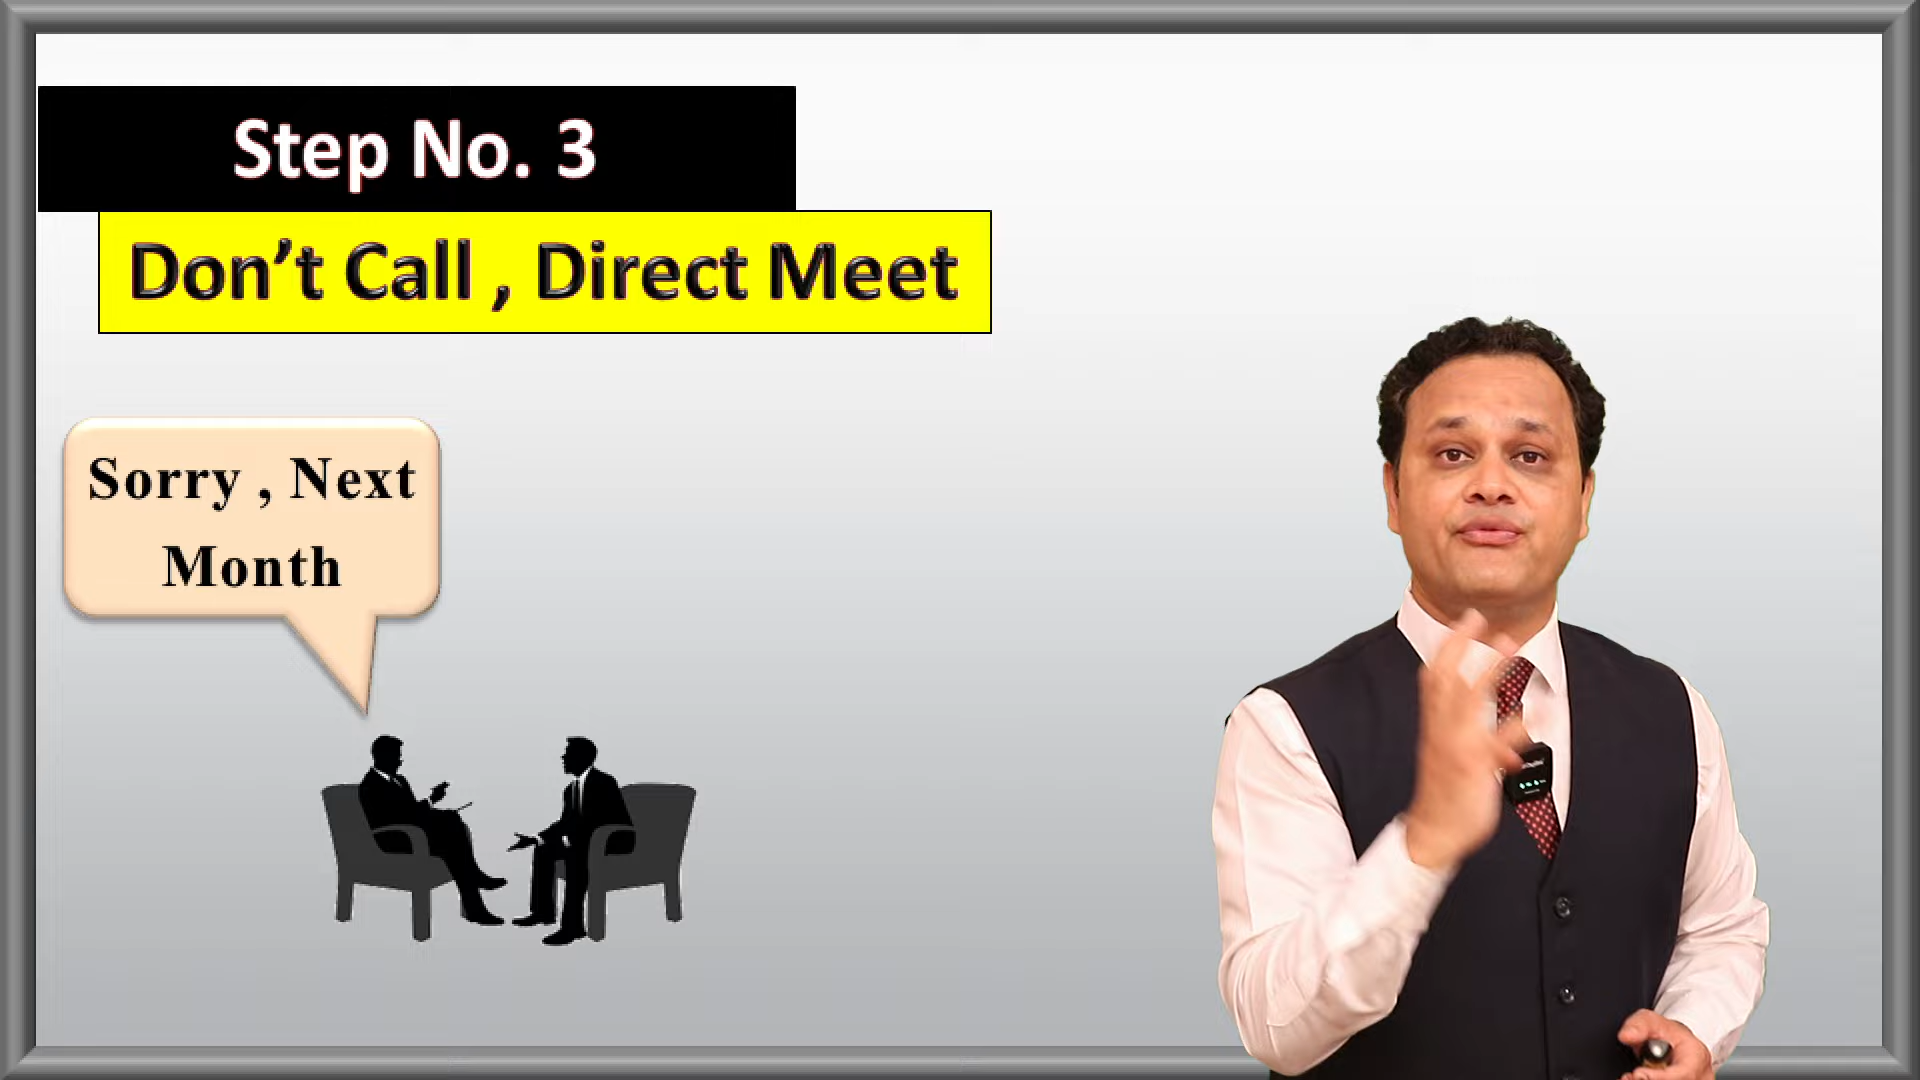 Step No. 3
Don’t Call , Direct Meet
Sorry , Next
Month